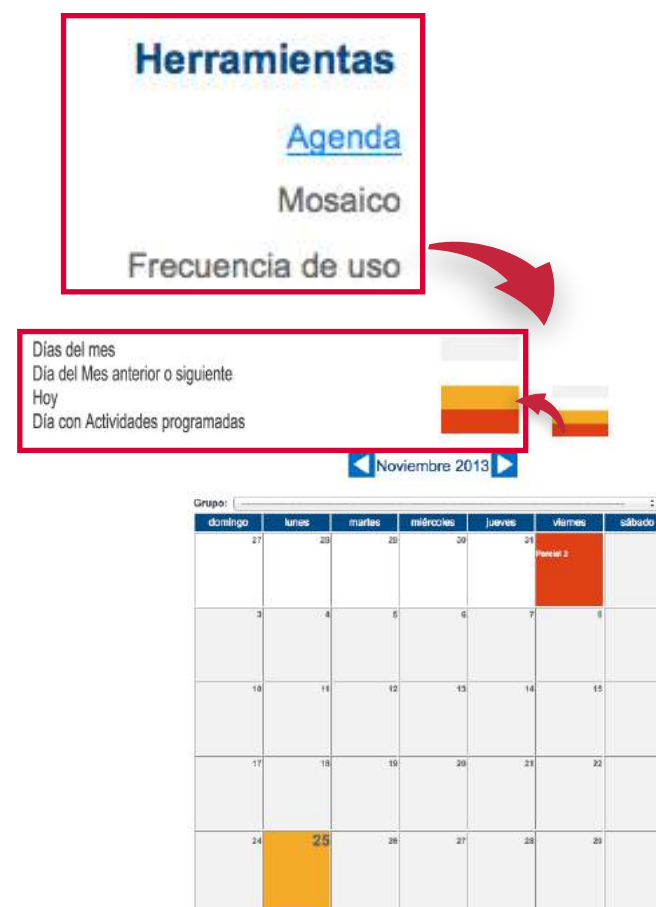 Herramientas
Agenda
Mosaico
Frecuencia de uso
Días del mes
Día del Mes anterior o siguiente
Hoy
Día con Actividades programadas
Noviembre 2013
Grupo:
domingo lunes martes miércoles jueves viernes sábado
27 28 29 30 31
Parcial 2
3 4 5 6 7 8
10 11 12 13 14 15
17 18 19 20 21 22
24 25 26 27 28 29